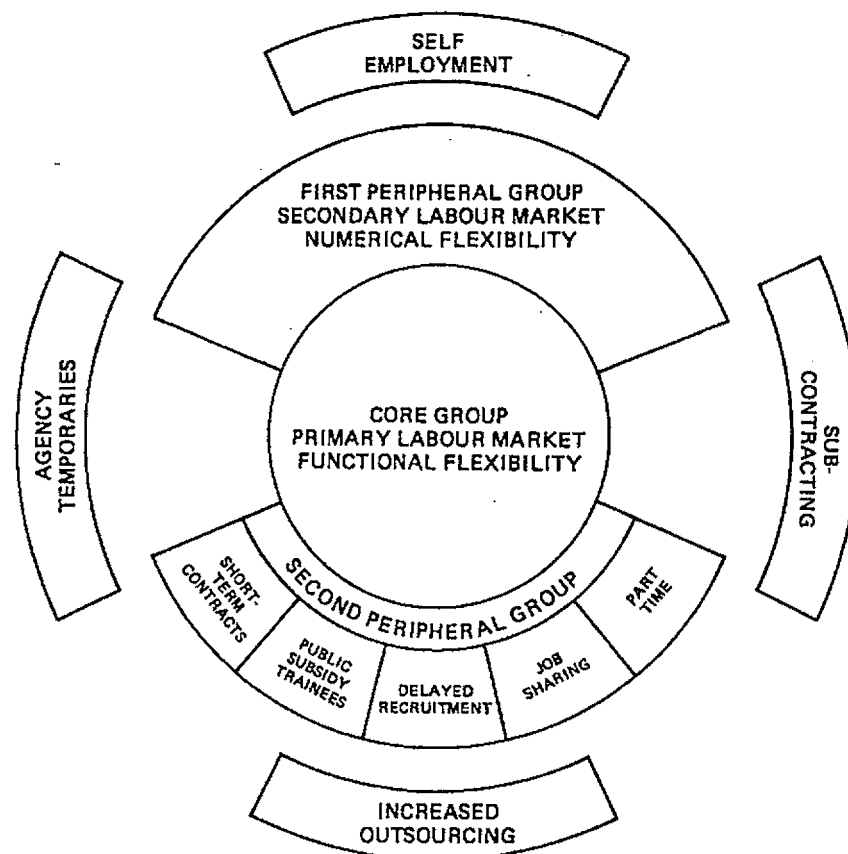 SELF
EMPLOYMENT
FIRST PERIPHERAL GROUP
SECONDARY LABOUR MARKET
NUMERICAL FLEXIBILITY
AGENCY
TEMPORARIES
CORE GROUP
PRIMARY LABOUR MARKET
FUNCTIONAL FLEXIBILITY
SUB-
CONTRACTING
SECOND PERIPHERAL GROUP
SHORT-
TERM
CONTRACTS
PUBLIC
SUBSIDY
TRAINEES
DELAYED
RECRUITMENT
JOB
SHARING
PART
TIME
INCREASED
OUTSOURCING